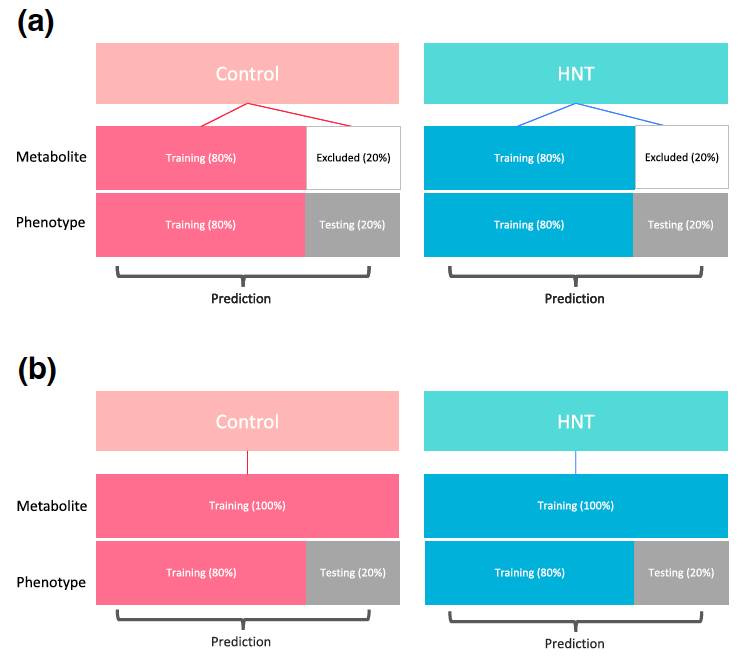 (a)
Control HNT
Metabolite Training (80%) Excluded (20%) Training (80%) Excluded (20%)
Phenotype Training (80%) Testing (20%) Training (80%) Testing (20%)
Prediction Prediction
(b)
Control HNT
Metabolite Training (100%) Training (100%)
Phenotype Training (80%) Testing (20%) Training (80%) Testing (20%)
Prediction Prediction